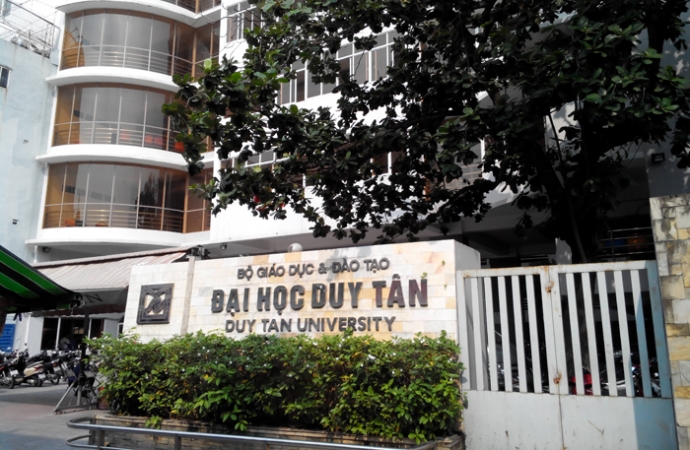 BỘ GIÁO DỤC & ĐÀO TẠO
ĐẠI HỌC DUY TÂN
DUY TAN UNIVERSITY